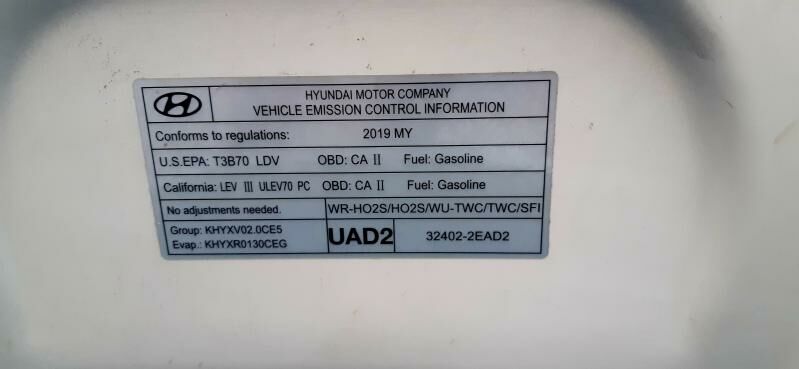 HYUNDAI MOTOR COMPANY
VEHICLE EMISSION CONTROL INFORMATION
Conforms to regulations: 2019 MY
U.S.EPA: T3B70 LDV OBD: CA II Fuel: Gasoline
California: LEV III ULEV70 PC OBD: CA II Fuel: Gasoline
No adjustments needed. WR-HO2S/HO2S/WU-TWC/TWC/SFI
Group: KHYXV02.0CE5
Evap.: KHYXR0130CEG
UAD2 32402-2EAD2